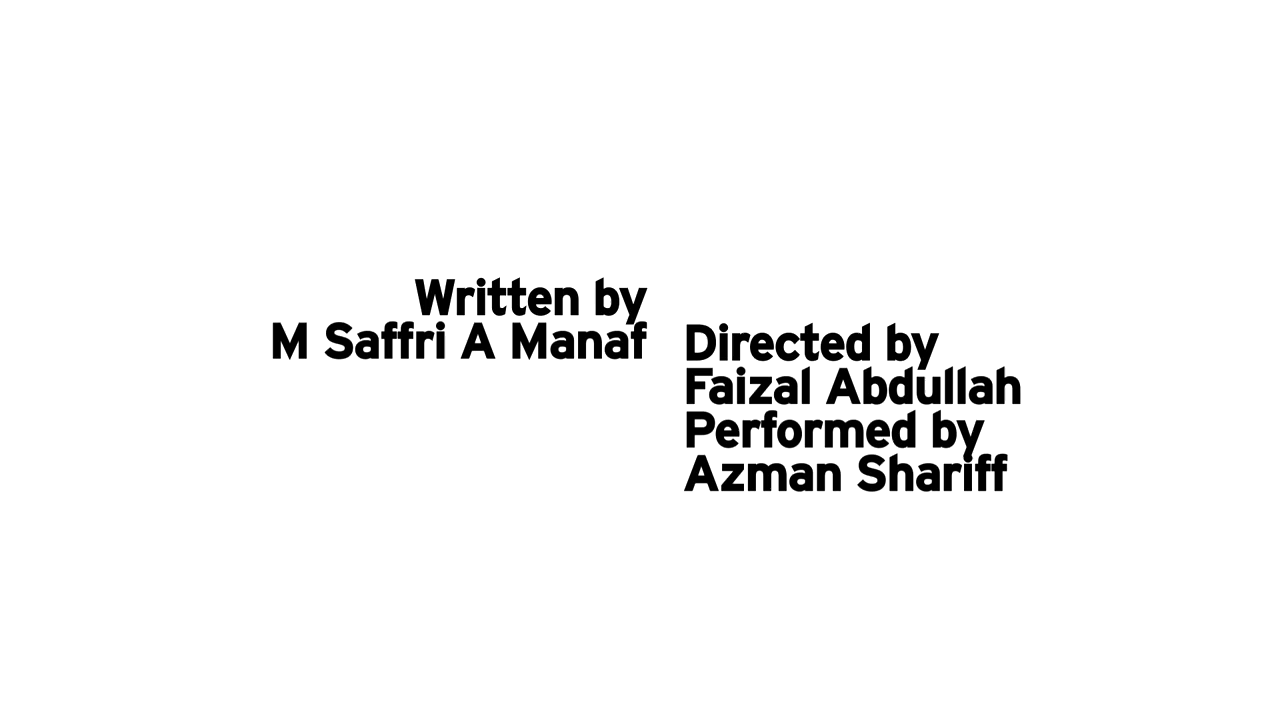 Written by
M Saffri A Manaf
Directed by
Faizal Abdullah
Performed by
Azman Shariff